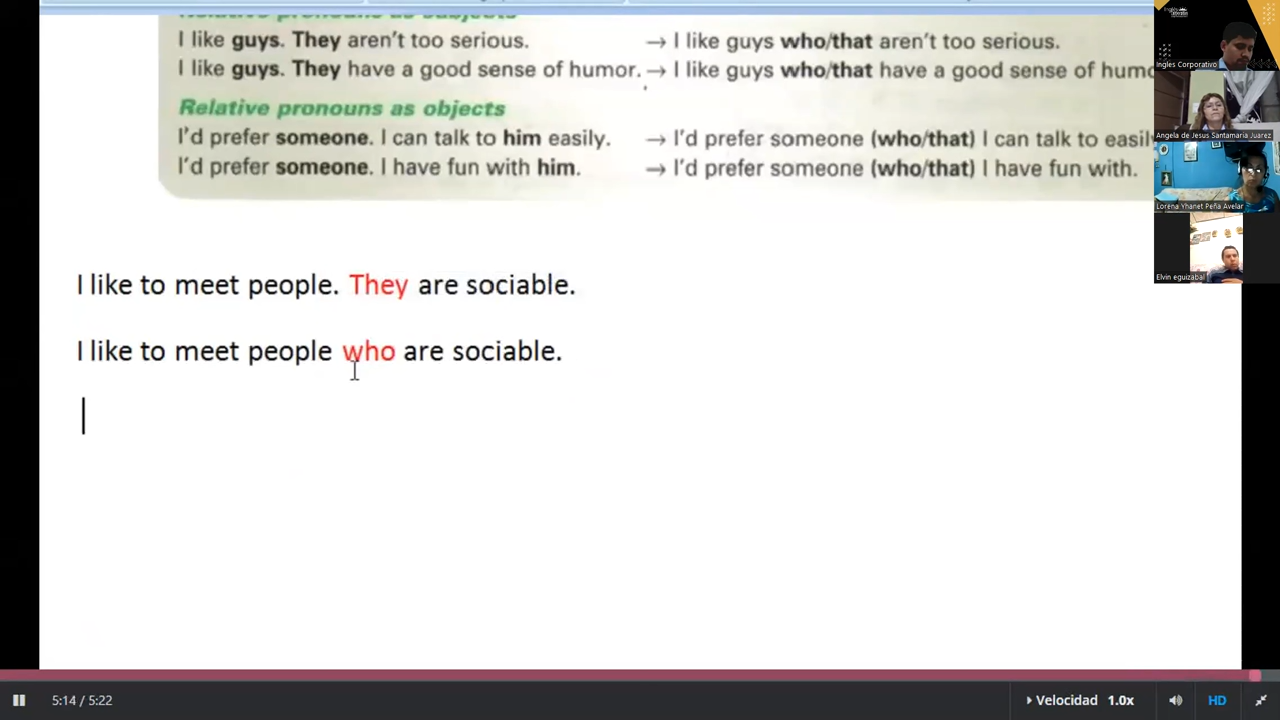 Relative pronouns as subjects
I like guys. They aren't too serious. → I like guys who/that aren't too serious.
I like guys. They have a good sense of humor. → I like guys who/that have a good sense of humo
Relative pronouns as objects
I'd prefer someone. I can talk to him easily. → I'd prefer someone (who/that) I can talk to easil
I'd prefer someone. I have fun with him. → I'd prefer someone (who/that) I have fun with.
I like to meet people. They are sociable.
I like to meet people who are sociable.
Ingles Corporativo
Angela de Jesus Santamaria Juarez
Lorena Yhanet Peña Avelar
Elvin eguizabal
5:14 / 5:22
Velocidad 1.0x
HD